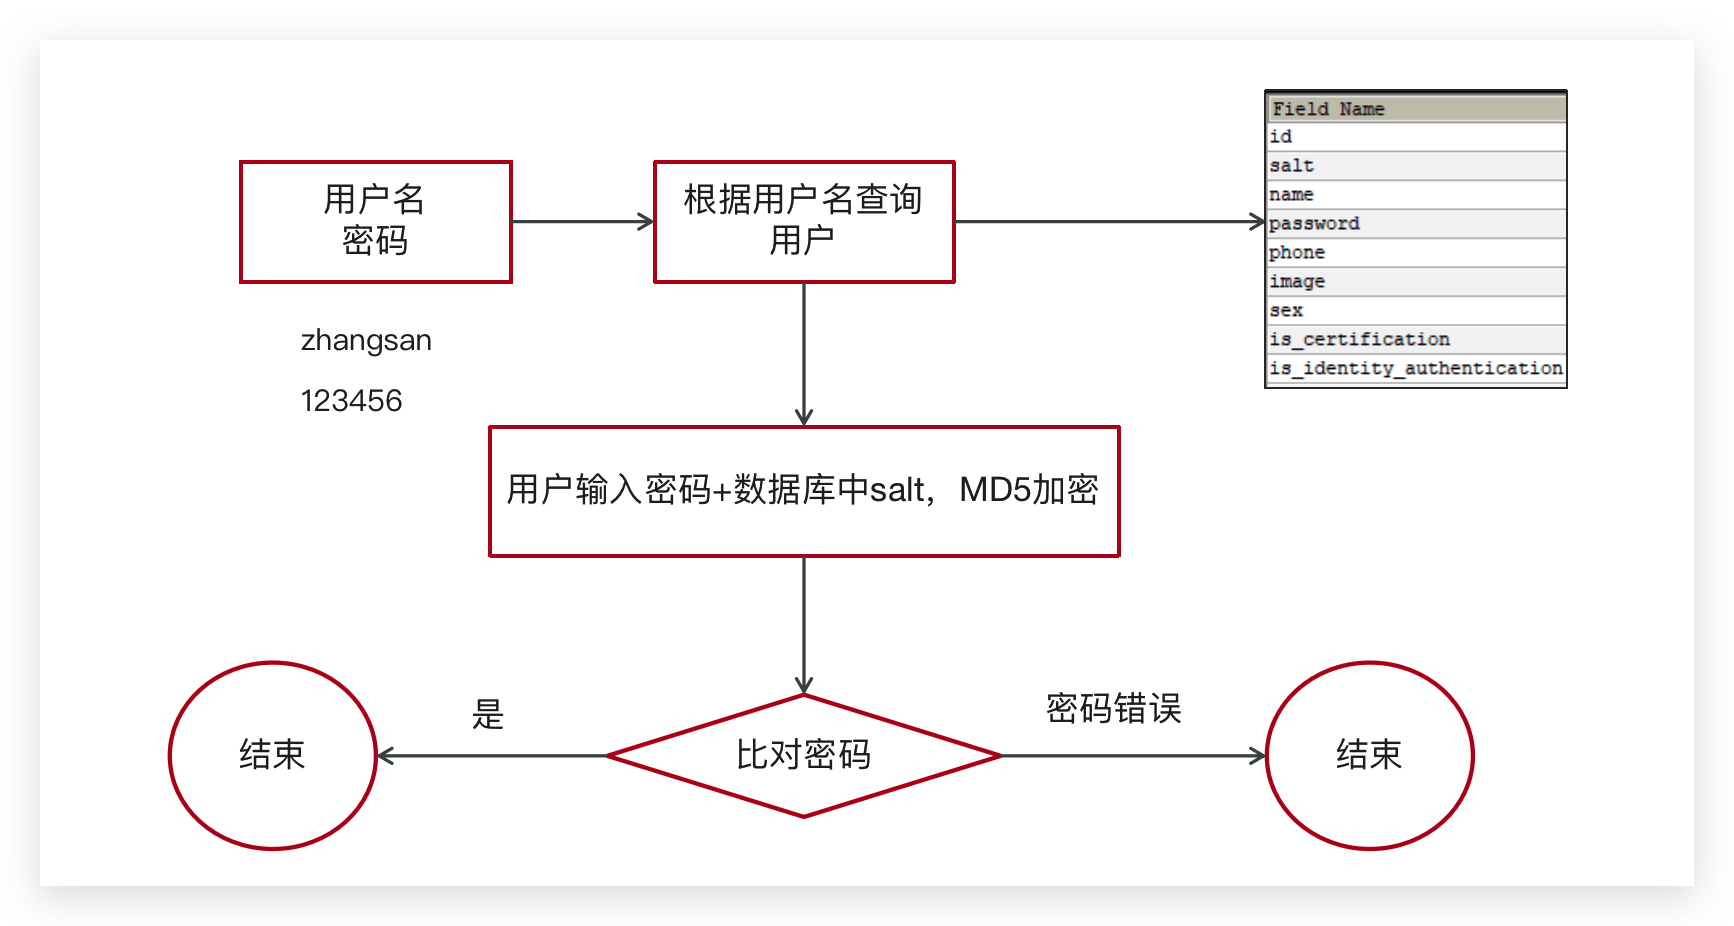 用户名
密码
根据用户名查询
用户
Field Name
id
salt
name
password
phone
image
sex
is_certification
is_identity_authentication
zhangsan
123456
用户输入密码+数据库中salt，MD5加密
是
密码错误
结束
比对密码
结束